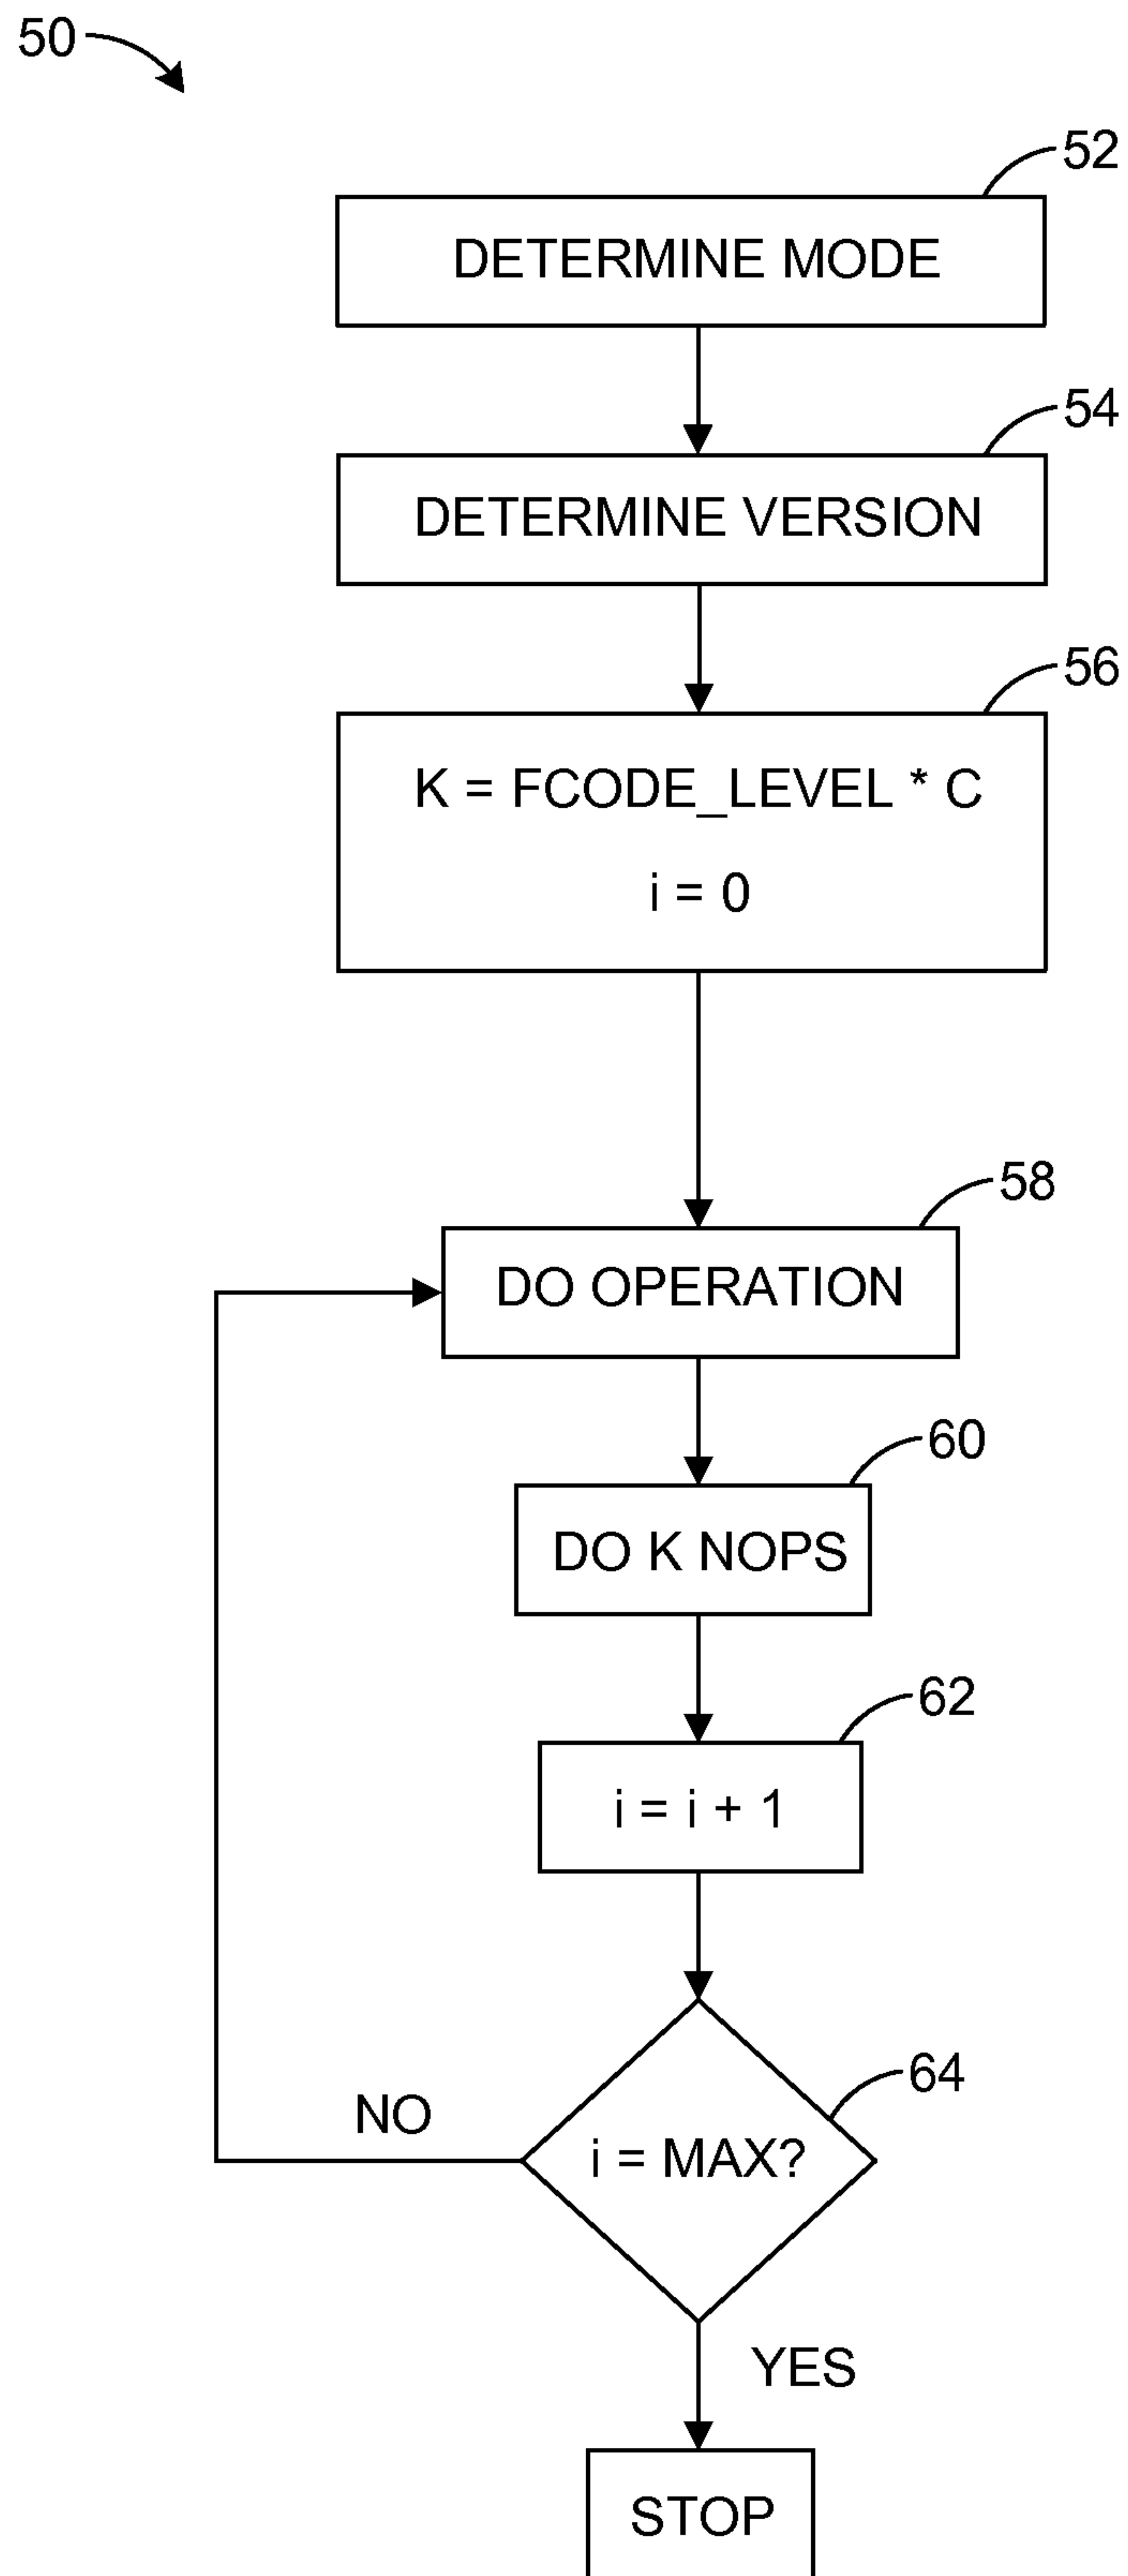 50
52
DETERMINE MODE
54
DETERMINE VERSION
56
K = FCODE_LEVEL * C
i = 0
58
DO OPERATION
60
DO K NOPS
62
i = i + 1
64
NO
i = MAX?
YES
STOP